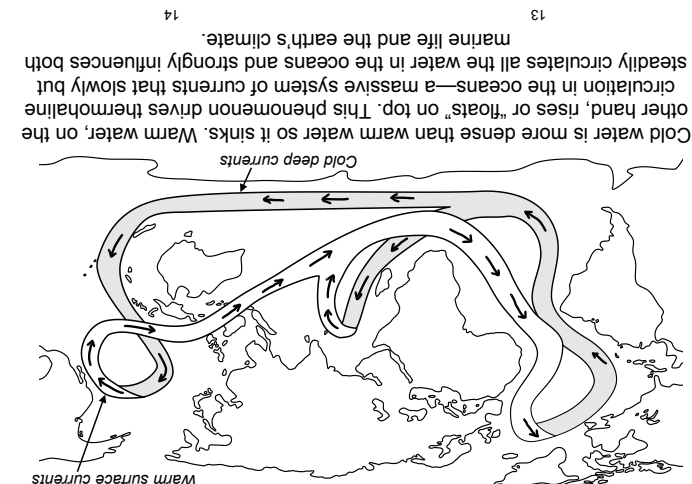 Warm surface currents
Cold deep currents
Cold water is more dense than warm water so it sinks. Warm water, on the
other hand, rises or “floats” on top. This phenomenon drives thermohaline
circulation in the oceans—a massive system of currents that slowly but
steadily circulates all the water in the oceans and strongly influences both
marine life and the earth’s climate.
14
13